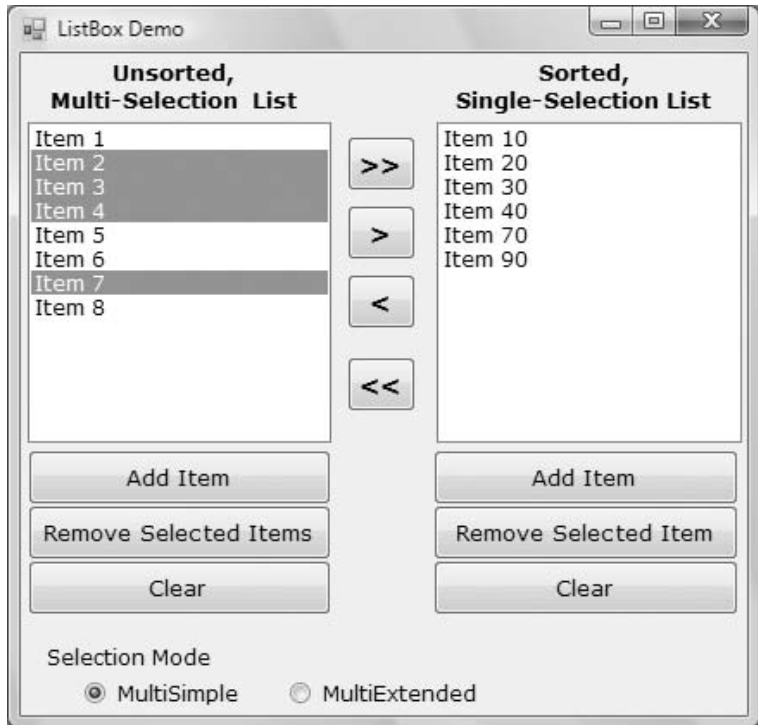 ListBox Demo
Unsorted,
Multi-Selection List
Item 1
Item 2
Item 3
Item 4
Item 5
Item 6
Item 7
Item 8
>>
>
<
<<
Sorted,
Single-Selection List
Item 10
Item 20
Item 30
Item 40
Item 70
Item 90
Add Item
Remove Selected Items
Clear
Add Item
Remove Selected Item
Clear
Selection Mode
MultiSimple
MultiExtended